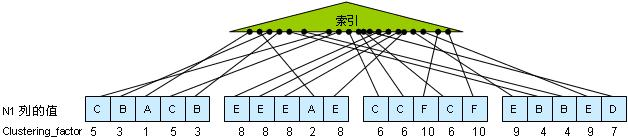 索引
N1 列的值 C B A C B E E E A E C C F C F E B B E D
Clustering_factor 5 3 1 5 3 8 8 8 2 8 6 6 10 6 10 9 4 4 9 7